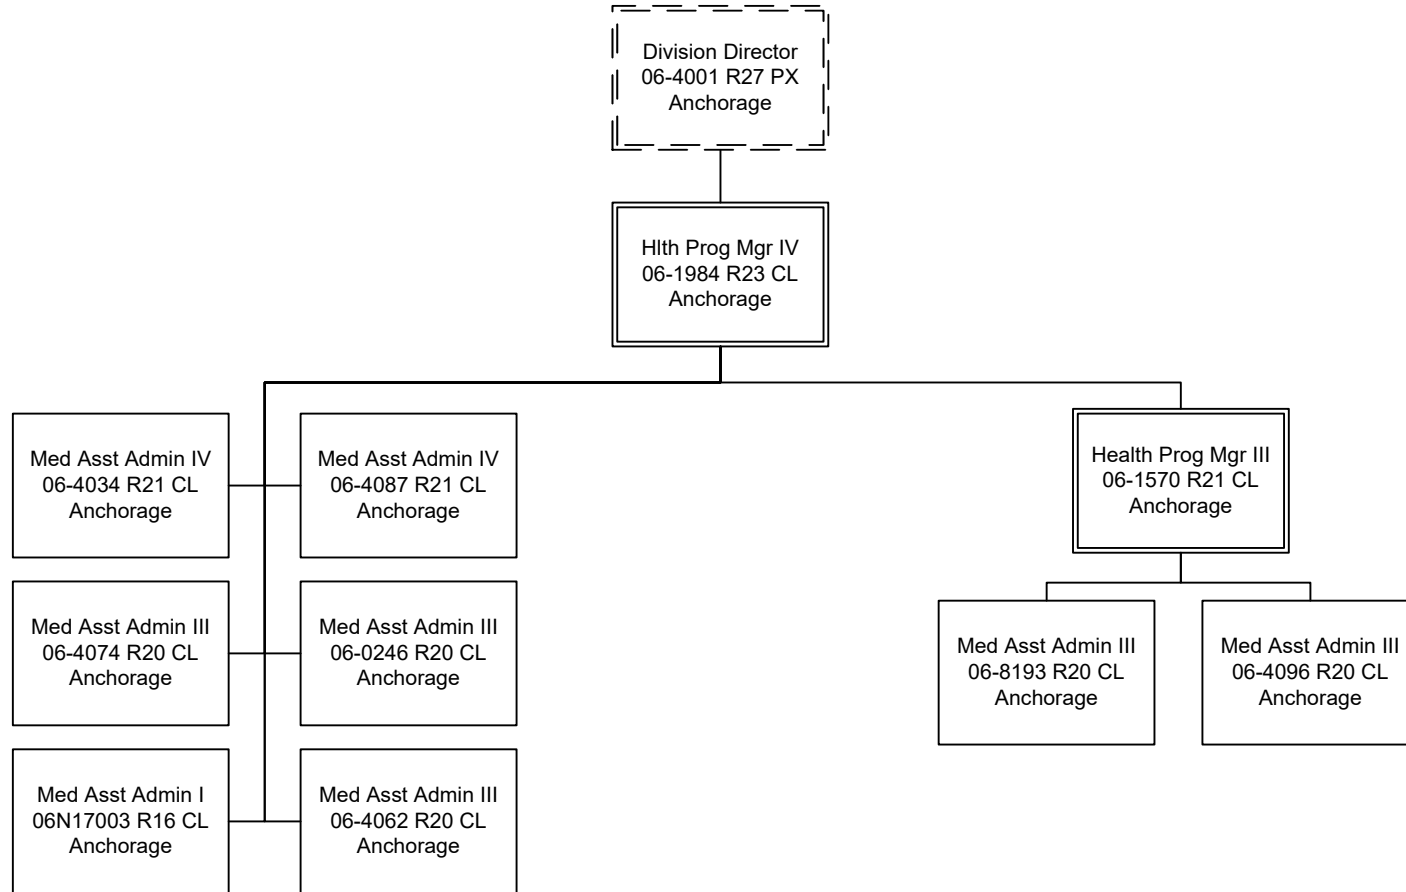 Division Director
06-4001 R27 PX
Anchorage
Hlth Prog Mgr IV
06-1984 R23 CL
Anchorage
Med Asst Admin IV
06-4034 R21 CL
Anchorage
Med Asst Admin IV
06-4087 R21 CL
Anchorage
Health Prog Mgr III
06-1570 R21 CL
Anchorage
Med Asst Admin III
06-4074 R20 CL
Anchorage
Med Asst Admin III
06-0246 R20 CL
Anchorage
Med Asst Admin III
06-8193 R20 CL
Anchorage
Med Asst Admin III
06-4096 R20 CL
Anchorage
Med Asst Admin I
06N17003 R16 CL
Anchorage
Med Asst Admin III
06-4062 R20 CL
Anchorage